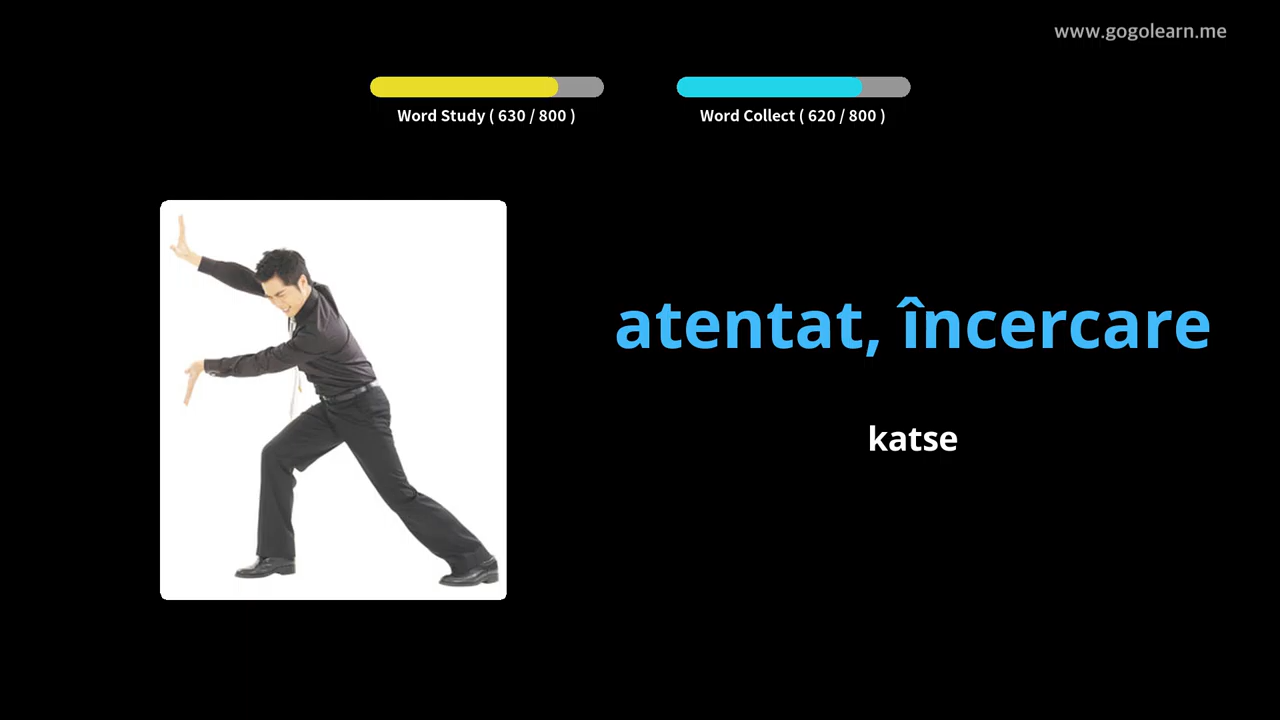 www.gogolearn.me
Word Study ( 630 / 800 )
Word Collect ( 620 / 800 )
atentat, încercare
katse